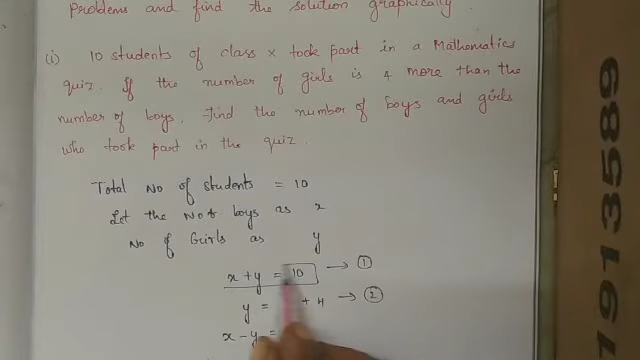 Problems and find the solution graphically.
(i) 10 students of class x took part in a Mathematics
quiz. If the number of girls is 4 more than the
number of boys. Find the number of boys and girls
who took part in the quiz.
Total No of students = 10
Let the No of boys as x
No of Girls as y
x + y = 10 → ①
y = + 4 → ②
x - y =
1913589